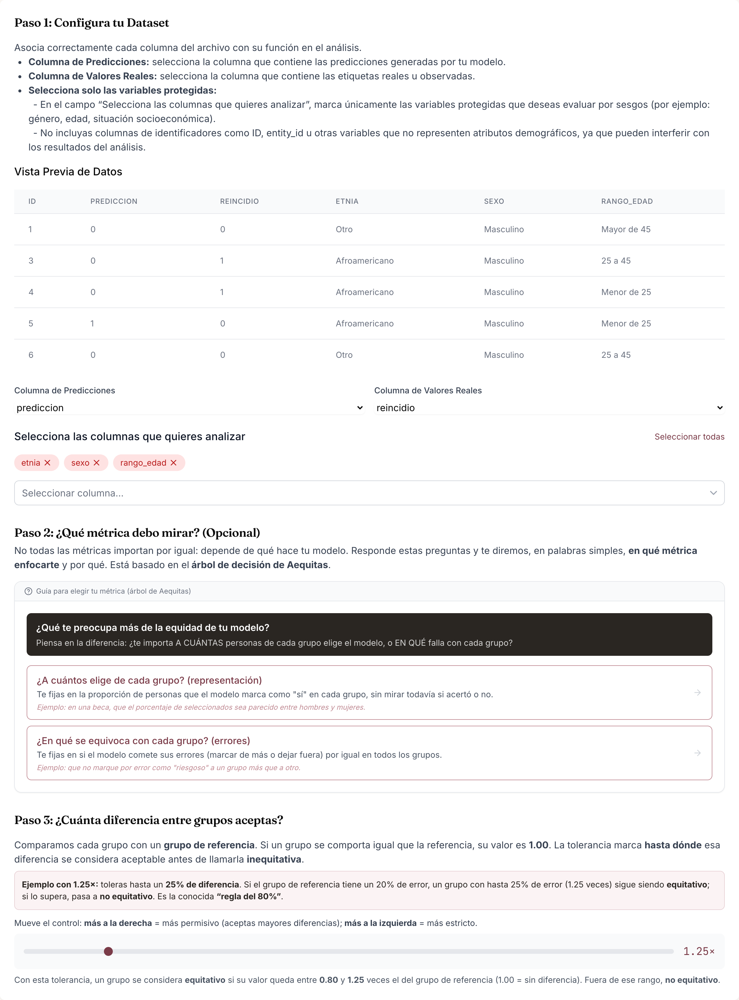 Paso 1: Configura tu Dataset
Asocia correctamente cada columna del archivo con su función en el análisis.
• Columna de Predicciones: selecciona la columna que contiene las predicciones generadas por tu modelo.
• Columna de Valores Reales: selecciona la columna que contiene las etiquetas reales u observadas.
• Selecciona solo las variables protegidas:
- En el campo “Selecciona las columnas que quieres analizar”, marca únicamente las variables protegidas que deseas evaluar por sesgos (por ejemplo:
género, edad, situación socioeconómica).
- No incluyas columnas de identificadores como ID, entity_id u otras variables que no representen atributos demográficos, ya que pueden interferir con
los resultados del análisis.
Vista Previa de Datos
ID PREDICCION REINCIDIO ETNIA SEXO RANGO_EDAD
1 0 0 Otro Masculino Mayor de 45
3 0 1 Afroamericano Masculino 25 a 45
4 0 1 Afroamericano Masculino Menor de 25
5 1 0 Afroamericano Masculino Menor de 25
6 0 0 Otro Masculino 25 a 45
Columna de Predicciones Columna de Valores Reales
prediccion reincidio
Selecciona las columnas que quieres analizar Seleccionar todas
etnia × sexo × rango_edad ×
Seleccionar columna...
Paso 2: ¿Qué métrica debo mirar? (Opcional)
No todas las métricas importan por igual: depende de qué hace tu modelo. Responde estas preguntas y te diremos, en palabras simples, en qué métrica
enfocarte y por qué. Está basado en el árbol de decisión de Aequitas.
Guía para elegir tu métrica (árbol de Aequitas)
¿Qué te preocupa más de la equidad de tu modelo?
Piensa en la diferencia: ¿te importa A CUÁNTAS personas de cada grupo elige el modelo, o EN QUÉ falla con cada grupo?
¿A cuántos elige de cada grupo? (representación)
Te fijas en la proporción de personas que el modelo marca como "sí" en cada grupo, sin mirar todavía si acertó o no.
Ejemplo: en una beca, que el porcentaje de seleccionados sea parecido entre hombres y mujeres.
¿En qué se equivoca con cada grupo? (errores)
Te fijas en si el modelo comete sus errores (marcar de más o dejar fuera) por igual en todos los grupos.
Ejemplo: que no marque por error como "riesgoso" a un grupo más que a otro.
Paso 3: ¿Cuánta diferencia entre grupos aceptas?
Comparamos cada grupo con un grupo de referencia. Si un grupo se comporta igual que la referencia, su valor es 1.00. La tolerancia marca hasta dónde esa
diferencia se considera aceptable antes de llamarla inequitativa.
Ejemplo con 1.25×: toleras hasta un 25% de diferencia. Si el grupo de referencia tiene un 20% de error, un grupo con hasta 25% de error (1.25 veces) sigue siendo equitativo;
si lo supera, pasa a no equitativo. Es la conocida “regla del 80%”.
Mueve el control: más a la derecha = más permisivo (aceptas mayores diferencias); más a la izquierda = más estricto.
1.25×
Con esta tolerancia, un grupo se considera equitativo si su valor queda entre 0.80 y 1.25 veces el del grupo de referencia (1.00 = sin diferencia). Fuera de ese rango, no equitativo.